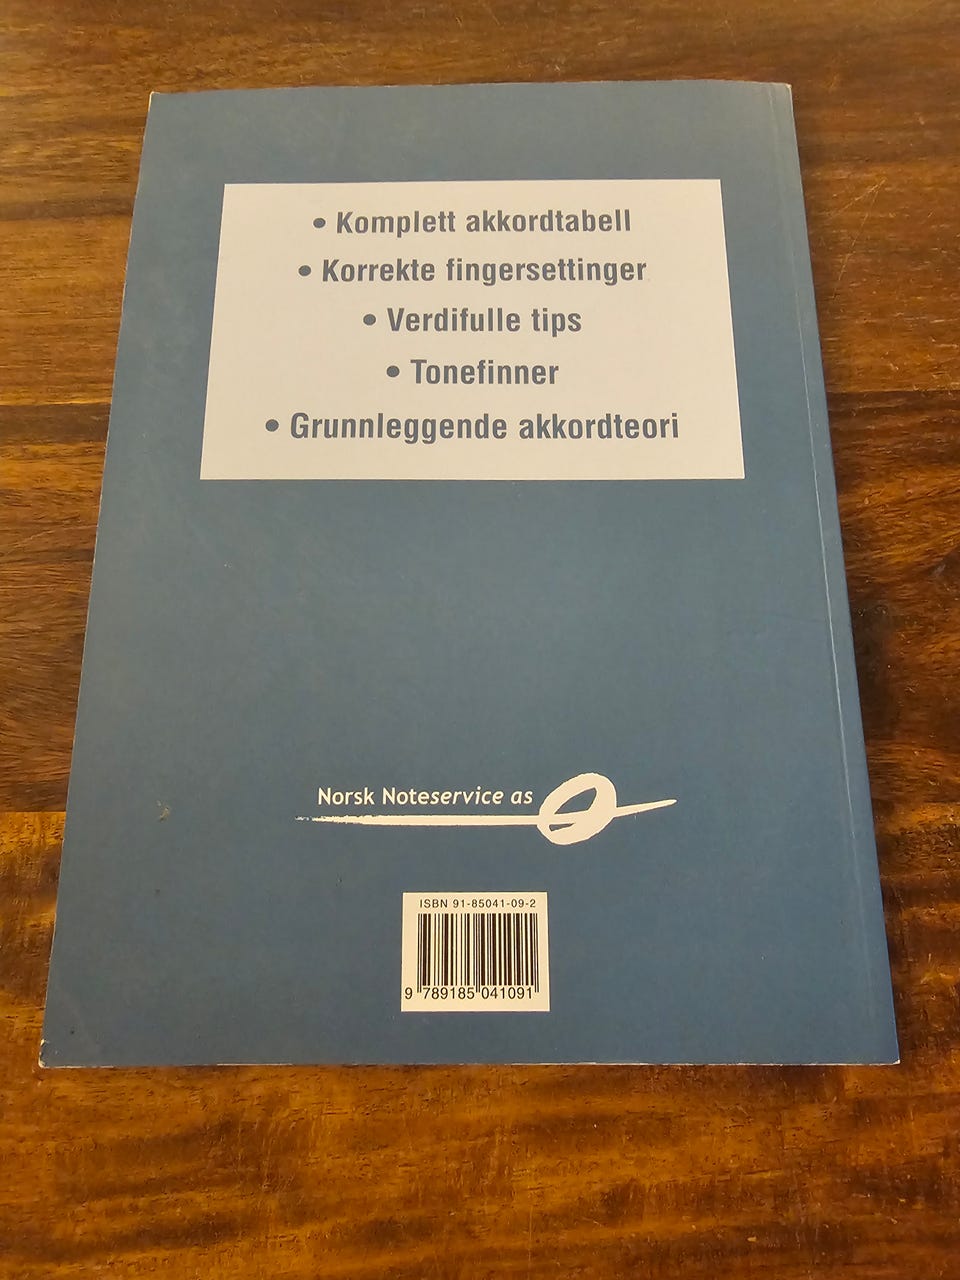 • Komplett akkordtabell
• Korrekte fingersettinger
• Verdifulle tips
• Tonefinner
• Grunnleggende akkordteori
Norsk Noteservice as
ISBN 91-85041-09-2
9 789185 041091